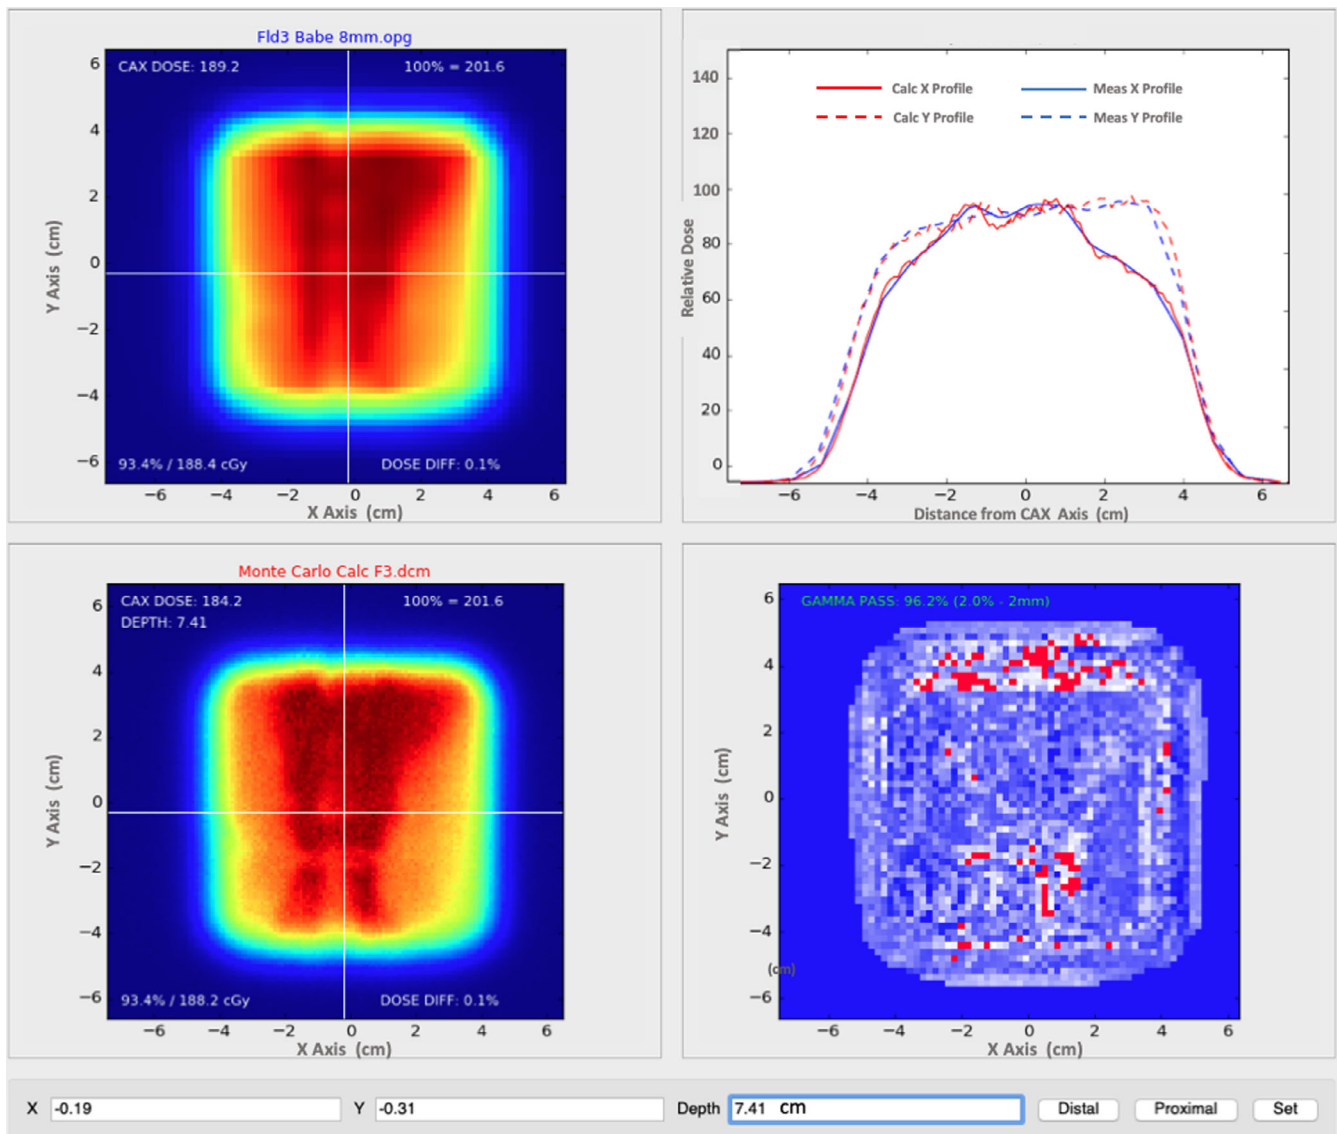 Fld3 Babe 8mm.opg
CAX DOSE: 189.2 100% = 201.6
6
4
2
0
−2
−4
−6
Y Axis (cm)
93.4% / 188.4 cGy DOSE DIFF: 0.1%
−6 −4 −2 0 2 4 6
X Axis (cm)
140
120
100
80
60
40
20
0
Relative Dose
Calc X Profile Meas X Profile
Calc Y Profile Meas Y Profile
−6 −4 −2 0 2 4 6
Distance from CAX Axis (cm)
Monte Carlo Calc F3.dcm
CAX DOSE: 184.2 100% = 201.6
DEPTH: 7.41
6
4
2
0
−2
−4
−6
Y Axis (cm)
93.4% / 188.2 cGy DOSE DIFF: 0.1%
−6 −4 −2 0 2 4 6
X Axis (cm)
GAMMA PASS: 96.2% (2.0% - 2mm)
6
4
2
0
−2
−4
−6
Y Axis (cm)
(cm)
−6 −4 −2 0 2 4 6
X Axis (cm)
X -0.19 Y -0.31 Depth 7.41 cm Distal Proximal Set